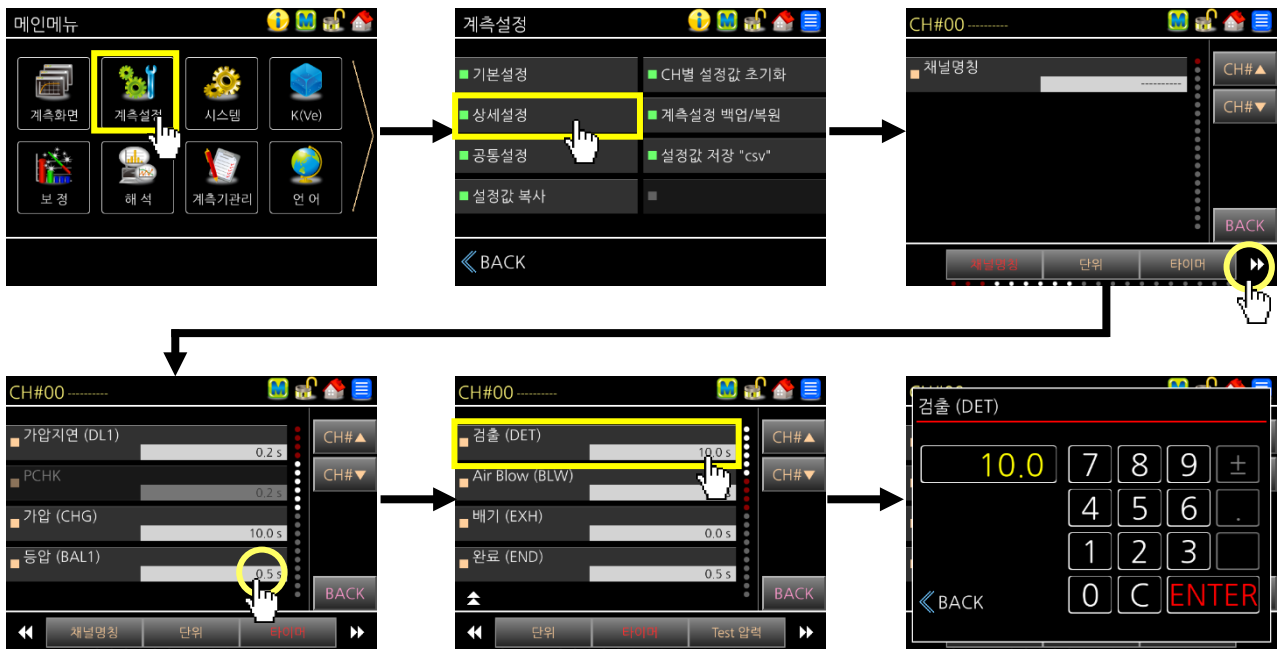 메인메뉴
계측화면
계측설정
시스템
K(Ve)
보 정
해 석
계측기관리
언 어
계측설정
기본설정
CH별 설정값 초기화
상세설정
계측설정 백업/복원
공통설정
설정값 저장 "csv"
설정값 복사
BACK
CH#00 ----------
채널명칭
----------
CH#▲
CH#▼
BACK
채널명칭 단위 타이머
CH#00 ----------
가압지연 (DL1)
0.2 s
PCHK
0.2 s
가압 (CHG)
10.0 s
등압 (BAL1)
0.5 s
CH#▲
CH#▼
BACK
채널명칭 단위 타이머
CH#00 ----------
검출 (DET)
10.0 s
Air Blow (BLW)
s
배기 (EXH)
0.0 s
완료 (END)
0.5 s
CH#▲
CH#▼
BACK
단위 타이머 Test 압력
검출 (DET)
10.0 7 8 9 ±
4 5 6 .
1 2 3
BACK 0 C ENTER